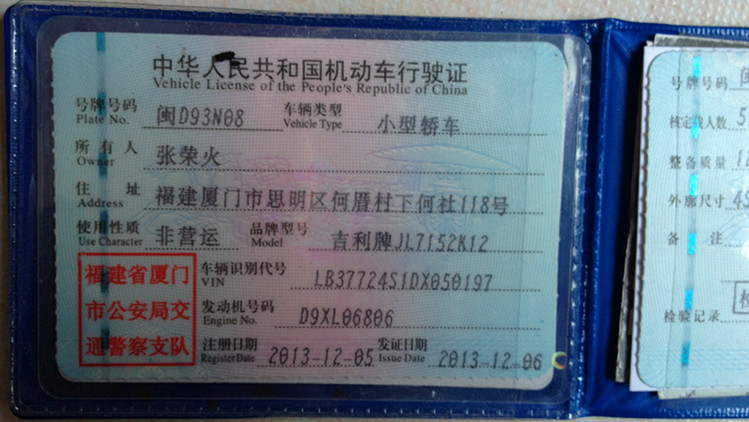 中华人民共和国机动车行驶证
Vehicle License of the People's Republic of China
号牌号码 闽D93N08 车辆类型 小型轿车
Plate No. Vehicle Type
所有人 张荣火
Owner
住址 福建厦门市思明区何厝村下何社118号
Address
使用性质 非营运 品牌型号 吉利牌JL7152K12
Use Character Model
福建省厦门
市公安局交
通警察支队
车辆识别代号 LB37724S1DX050197
VIN
发动机号码 D9XL06806
Engine No.
注册日期 2013-12-05 发证日期 2013-12-06
Register Date Issue Date
号牌号码
核定载人数 5
整备质量
外廓尺寸
备注
检验记录